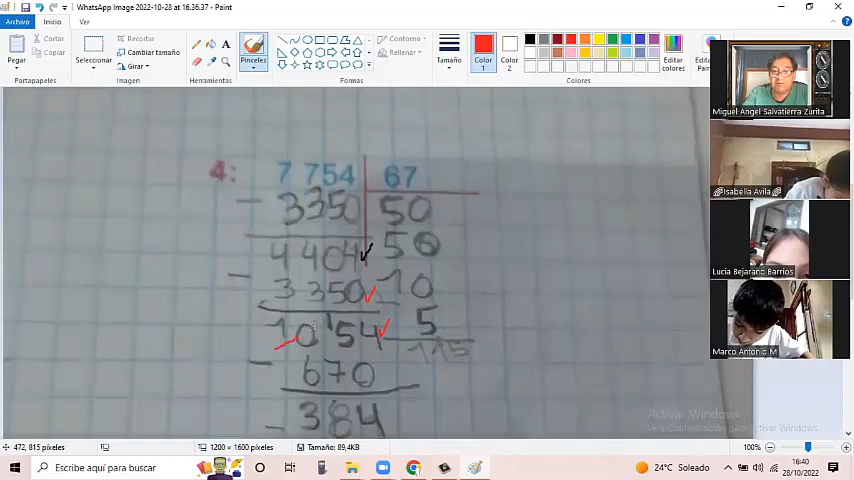 WhatsApp Image 2022-10-28 at 16.36.37 - Paint
Archivo Inicio Ver
Pegar
Cortar
Copiar
Portapapeles
Seleccionar
Recortar
Cambiar tamaño
Girar
Imagen
Herramientas
Pinceles
Contorno
Rellenar
Formas
Tamaño
Color 1
Color 2
Editar colores
Colores
Miguel Angel Salvatierra Zurita
Isabella Avila
Lucia Bejarano Barrios
Marco Antonio M
4: 7 754 67
- 3350 50
4404 50
- 3350 10
1054 5
115
- 670
- 384
Activar Windows
472, 815 píxeles
1200 × 1600 píxeles
Tamaño: 89,4KB
100%
Escribe aquí para buscar
24°C Soleado
16:40
28/10/2022